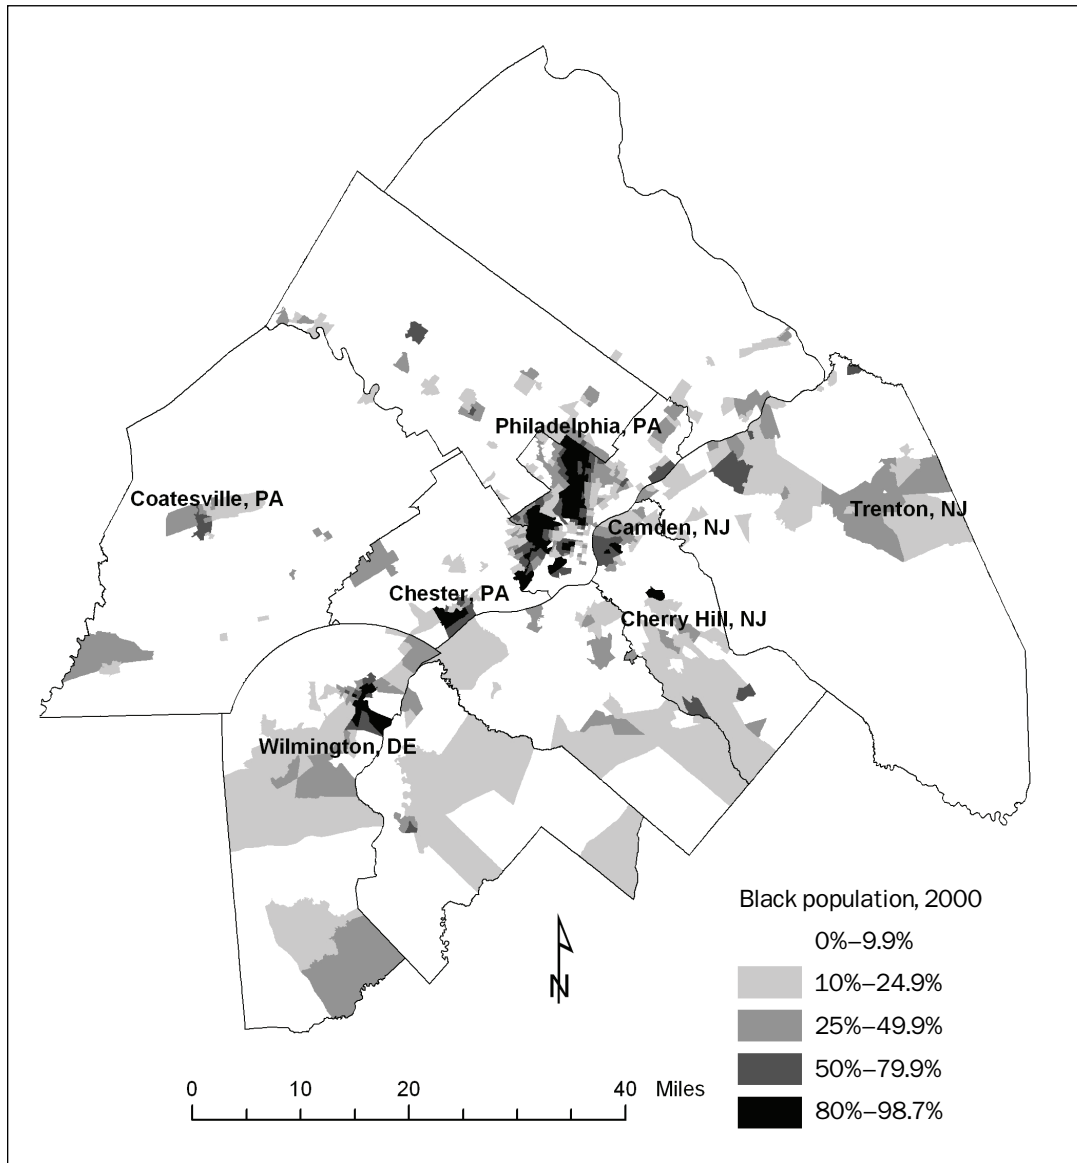 Philadelphia, PA
Coatesville, PA
Trenton, NJ
Camden, NJ
Chester, PA
Cherry Hill, NJ
Wilmington, DE
Black population, 2000
0%–9.9%
10%–24.9%
25%–49.9%
50%–79.9%
80%–98.7%
N
0 10 20 40 Miles